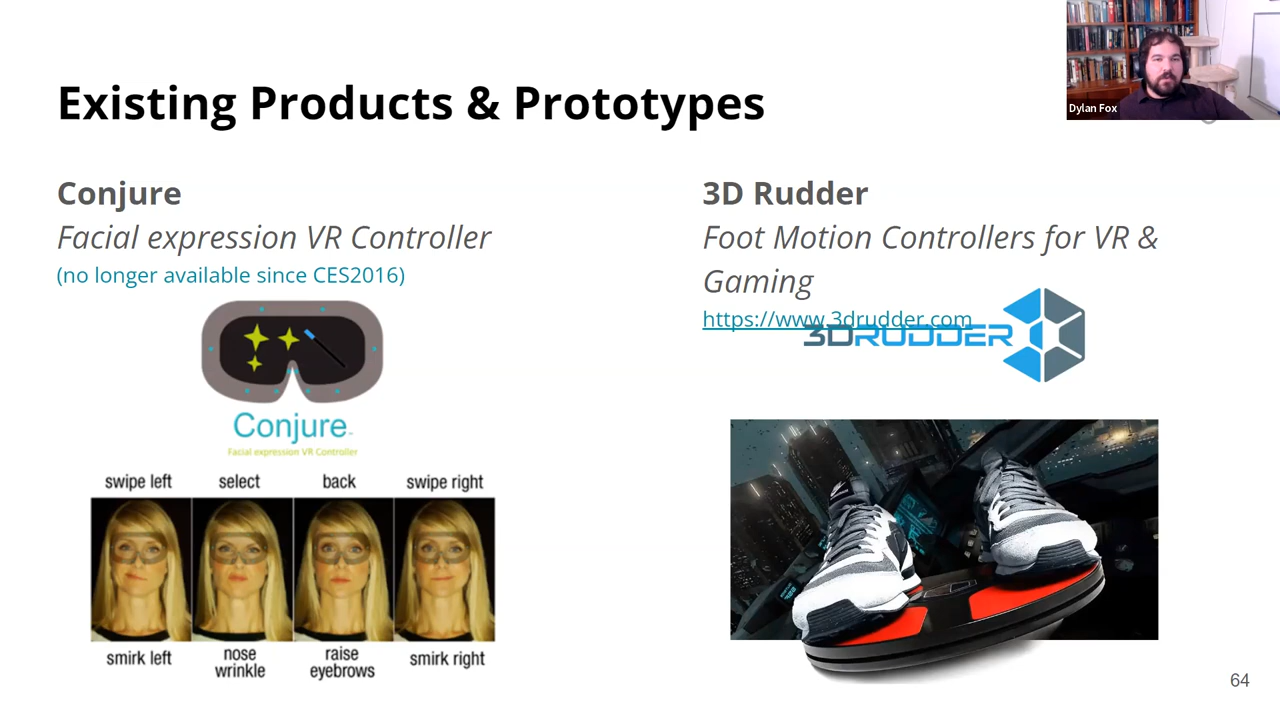 Existing Products & Prototypes
Dylan Fox
Conjure
Facial expression VR Controller
(no longer available since CES2016)
Conjure
Facial expression VR Controller
swipe left
select
back
swipe right
smirk left
nose
wrinkle
raise
eyebrows
smirk right
3D Rudder
Foot Motion Controllers for VR &
Gaming
https://www.3drudder.com
3DRUDDER
64